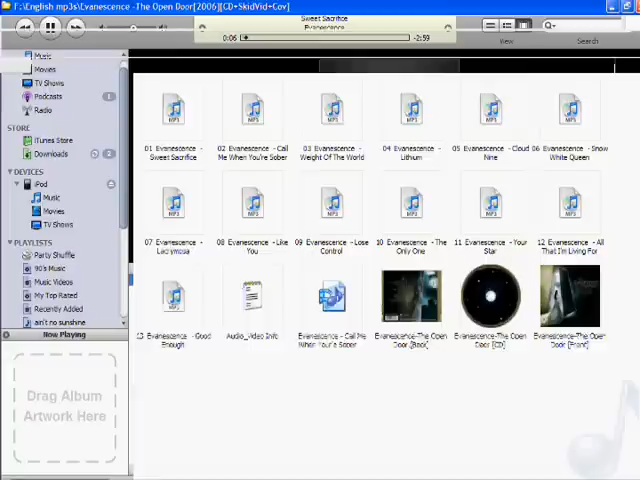 F:\English mp3s\Evanescence -The Open Door[2006][CD+SkidVid+Cov]
Sweet Sacrifice
Evanescence
0:06
-2:59
View
Search
Music
Movies
TV Shows
Podcasts
Radio
STORE
iTunes Store
Downloads
DEVICES
iPod
Music
Movies
TV Shows
PLAYLISTS
Party Shuffle
90's Music
Music Videos
My Top Rated
Recently Added
ain't no sunshine
Now Playing
Drag Album
Artwork Here
01 Evanescence -
Sweet Sacrifice
02 Evanescence - Call
Me When You're Sober
03 Evanescence -
Weight Of The World
04 Evanescence -
Lithium
05 Evanescence - Cloud
Nine
06 Evanescence - Snow
White Queen
07 Evanescence -
Lacrymosa
08 Evanescence - Like
You
09 Evanescence - Lose
Control
10 Evanescence - The
Only One
11 Evanescence - Your
Star
12 Evanescence - All
That I'm Living For
13 Evanescence - Good
Enough
Audio_Video Info
Evanescence - Call Me
When Your'e Sober
Evanescence-The Open
Door [Back]
Evanescence-The Open
Door [CD]
Evanescence-The Open
Door [Front]